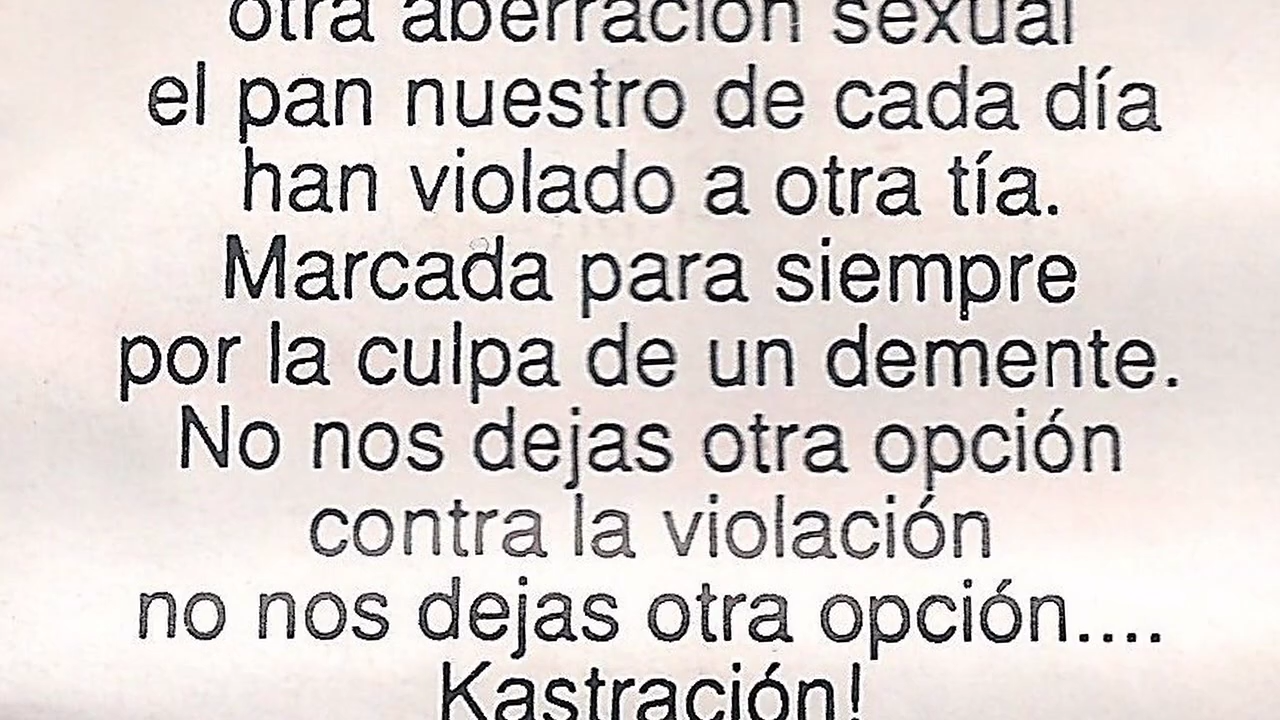 otra aberración sexual
el pan nuestro de cada día
han violado a otra tía.
Marcada para siempre
por la culpa de un demente.
No nos dejas otra opción
contra la violación
no nos dejas otra opción....
Kastración!